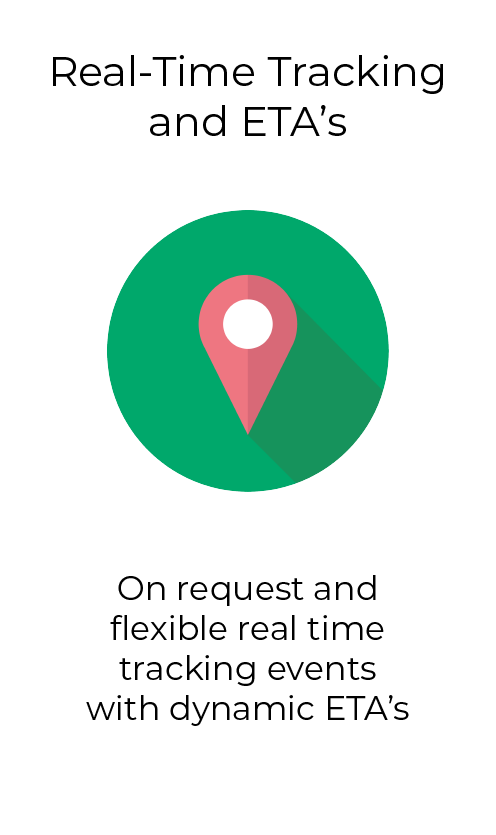 Real-Time Tracking
and ETA’s
On request and
flexible real time
tracking events
with dynamic ETA’s